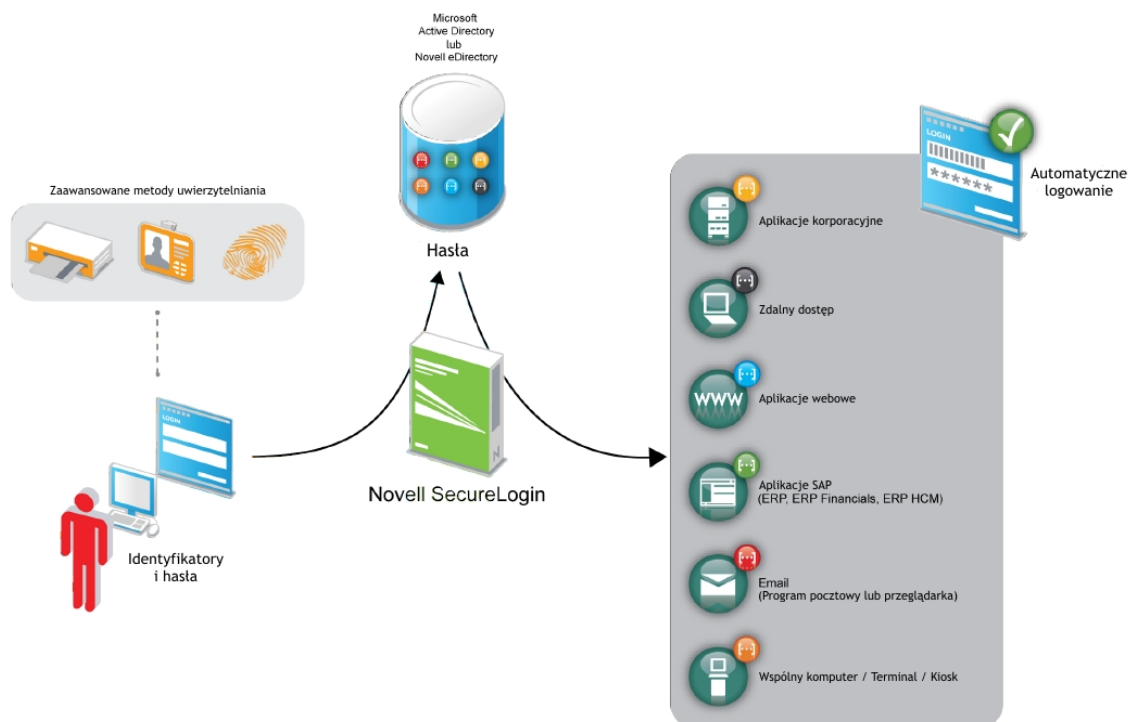 Microsoft
Active Directory
lub
Novell eDirectory
Hasła
Zaawansowane metody uwierzytelniania
LOGIN
Identyfikatory
i hasła
Novell SecureLogin
N
LOGIN
******
Automatyczne
logowanie
Aplikacje korporacyjne
Zdalny dostęp
WWW
Aplikacje webowe
Aplikacje SAP
(ERP, ERP Financials, ERP HCM)
Email
(Program pocztowy lub przeglądarka)
Wspólny komputer / Terminal / Kiosk